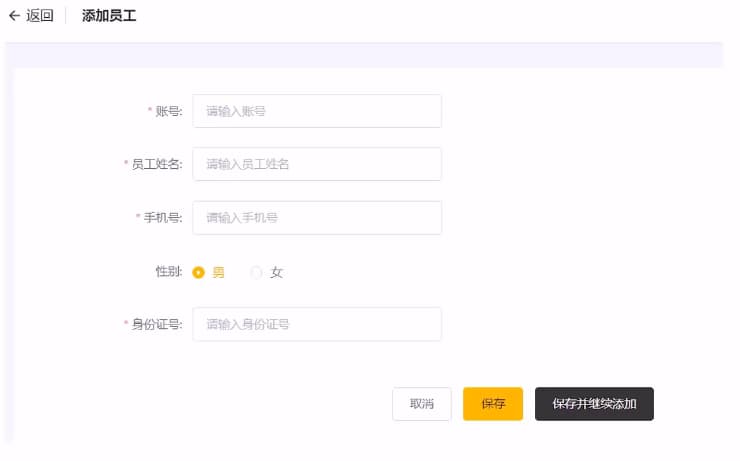 返回 添加员工
* 账号: 请输入账号
* 员工姓名: 请输入员工姓名
* 手机号: 请输入手机号
性别: 男 女
* 身份证号: 请输入身份证号
取消 保存 保存并继续添加